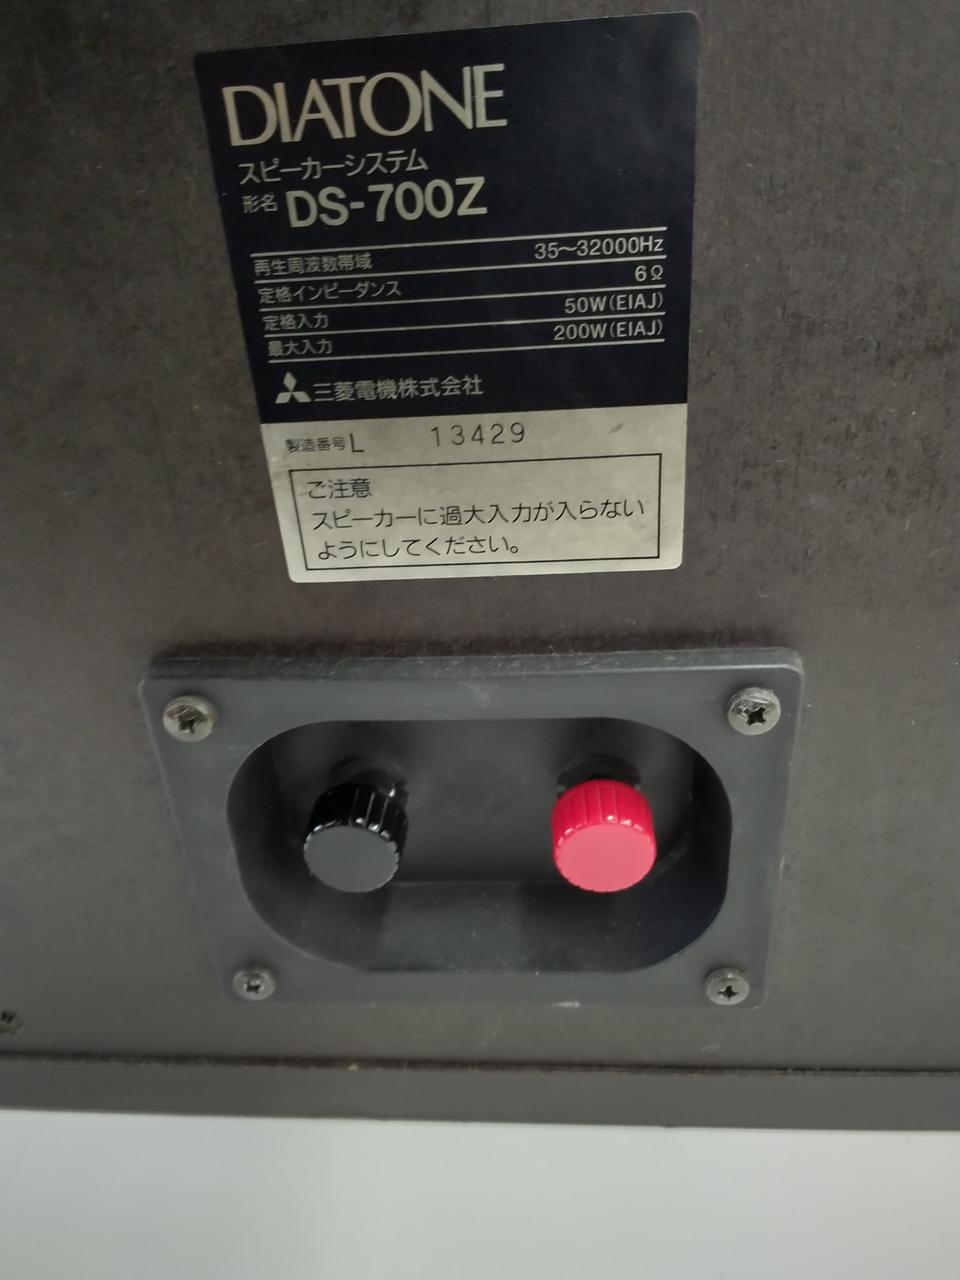 DIATONE
スピーカーシステム
形名 DS-700Z
再生周波数帯域 35〜32000Hz
定格インピーダンス 6Ω
定格入力 50W(EIAJ)
最大入力 200W(EIAJ)
三菱電機株式会社
製造番号 L 13429
ご注意
スピーカーに過大入力が入らない
ようにしてください。